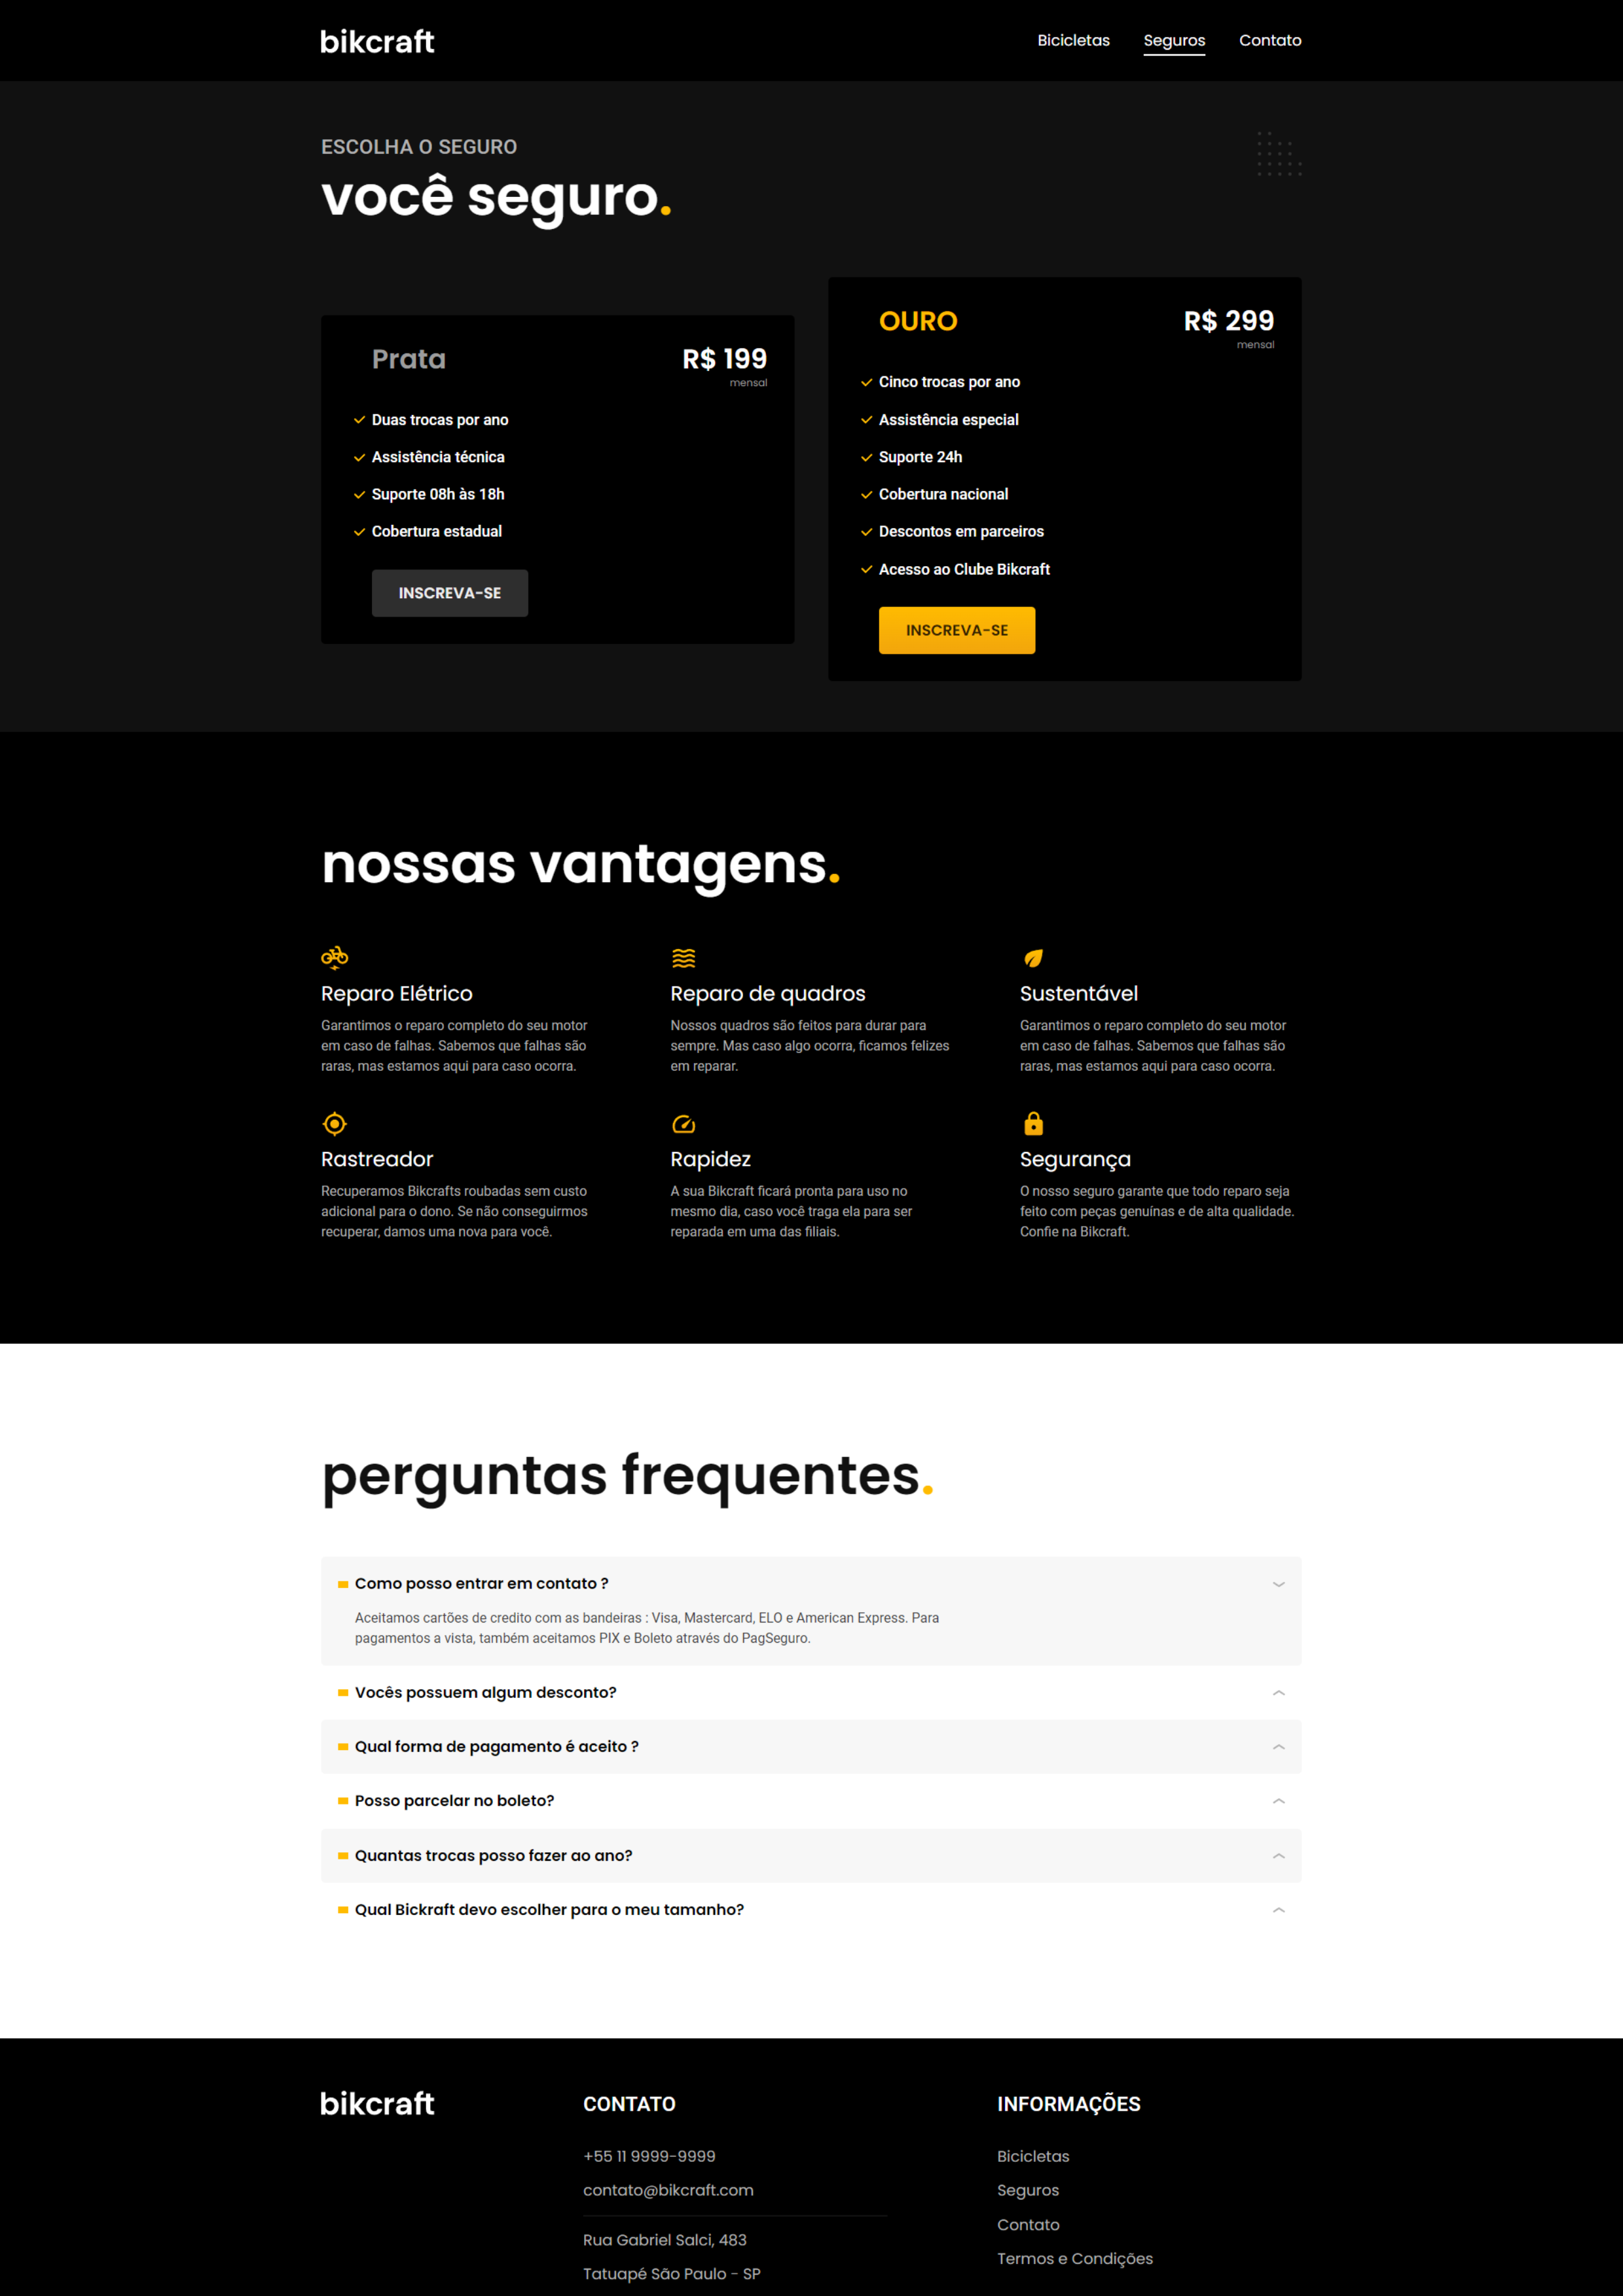 bikcraft
Bicicletas
Seguros
Contato
ESCOLHA O SEGURO
você seguro.
Prata
R$ 199
mensal
Duas trocas por ano
Assistência técnica
Suporte 08h às 18h
Cobertura estadual
INSCREVA-SE
OURO
R$ 299
mensal
Cinco trocas por ano
Assistência especial
Suporte 24h
Cobertura nacional
Descontos em parceiros
Acesso ao Clube Bikcraft
INSCREVA-SE
nossas vantagens.
Reparo Elétrico
Garantimos o reparo completo do seu motor
em caso de falhas. Sabemos que falhas são
raras, mas estamos aqui para caso ocorra.
Reparo de quadros
Nossos quadros são feitos para durar para
sempre. Mas caso algo ocorra, ficamos felizes
em reparar.
Sustentável
Garantimos o reparo completo do seu motor
em caso de falhas. Sabemos que falhas são
raras, mas estamos aqui para caso ocorra.
Rastreador
Recuperamos Bikcrafts roubadas sem custo
adicional para o dono. Se não conseguirmos
recuperar, damos uma nova para você.
Rapidez
A sua Bikcraft ficará pronta para uso no
mesmo dia, caso você traga ela para ser
reparada em uma das filiais.
Segurança
O nosso seguro garante que todo reparo seja
feito com peças genuínas e de alta qualidade.
Confie na Bikcraft.
perguntas frequentes.
Como posso entrar em contato ?
Aceitamos cartões de credito com as bandeiras : Visa, Mastercard, ELO e American Express. Para
pagamentos a vista, também aceitamos PIX e Boleto através do PagSeguro.
Vocês possuem algum desconto?
Qual forma de pagamento é aceito ?
Posso parcelar no boleto?
Quantas trocas posso fazer ao ano?
Qual Bickraft devo escolher para o meu tamanho?
bikcraft
CONTATO
+55 11 9999-9999
contato@bikcraft.com
Rua Gabriel Salci, 483
Tatuapé São Paulo - SP
INFORMAÇÕES
Bicicletas
Seguros
Contato
Termos e Condições